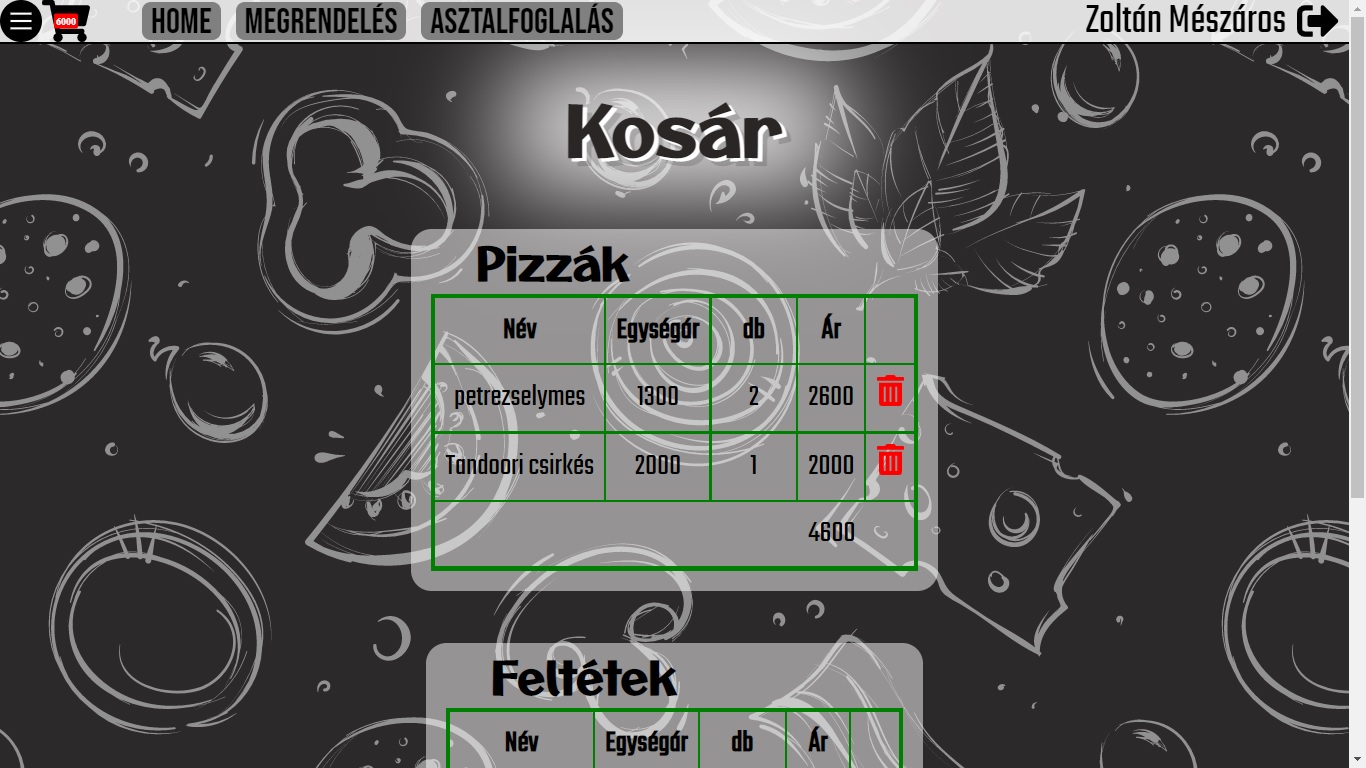 6000 HOME MEGRENDELÉS ASZTALFOGLALÁS Zoltán Mészáros
Kosár
Pizzák
Név Egységár db Ár
petrezselymes 1300 2 2600
Tandoori csirkés 2000 1 2000
4600
Feltétek
Név Egységár db Ár